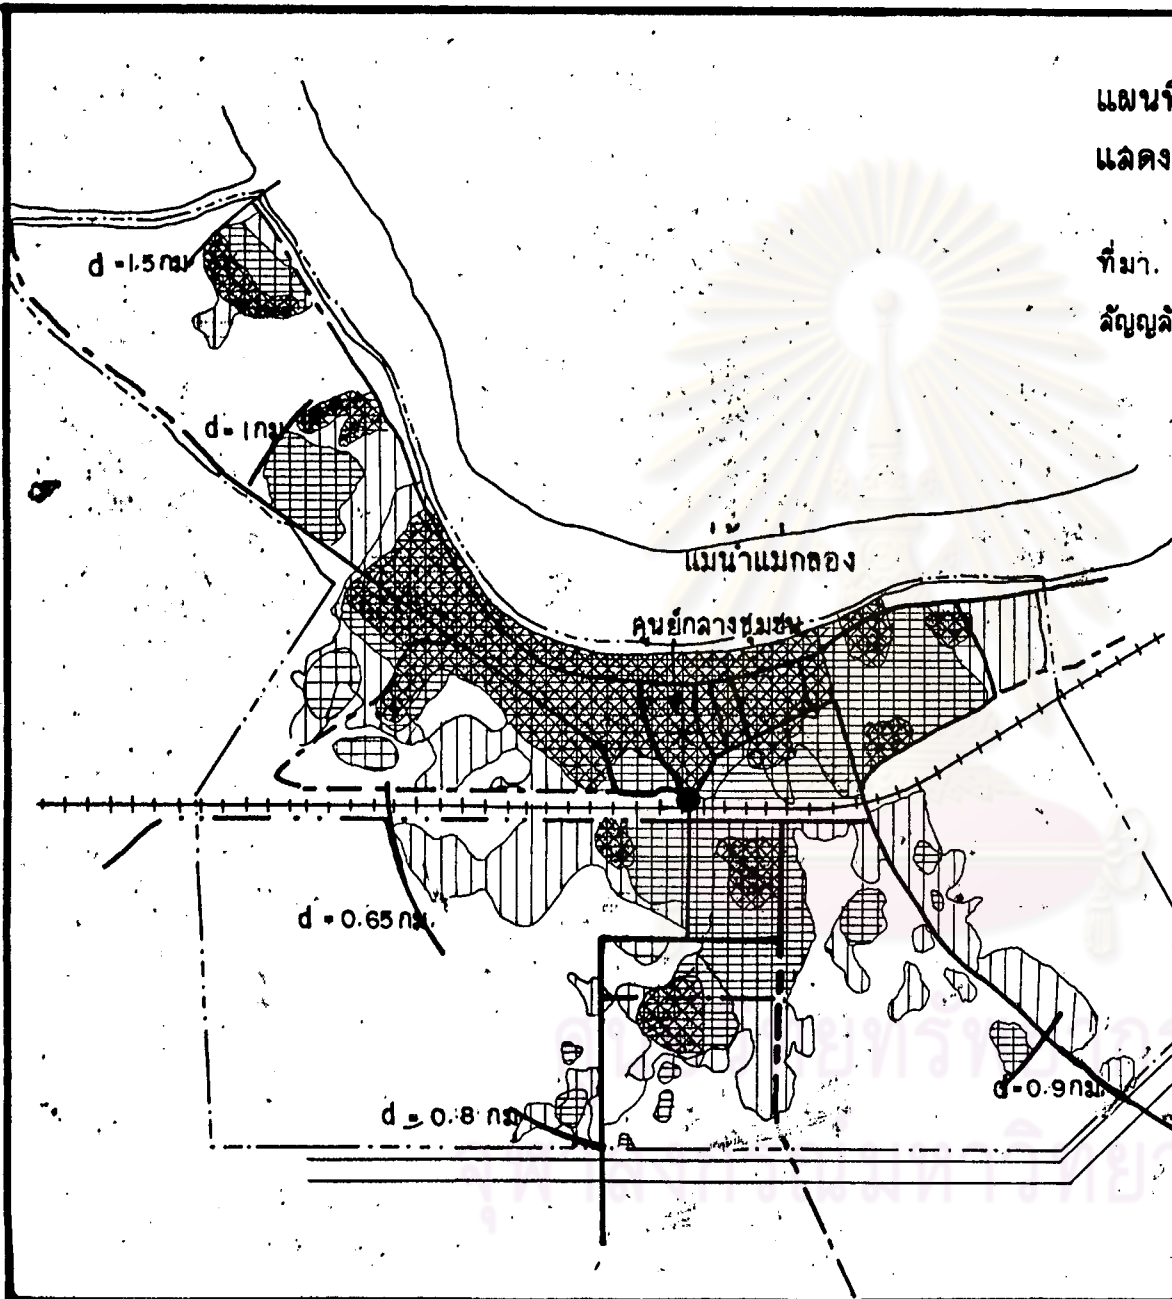 แผนที่
แสดง
ที่มา.
สัญญลั
d = 1.5 กม
d = 1 กม
แม่น้ำแม่กลอง
ศูนย์กลางชุมชน
d = 0.65 กม.
d = 0.8 กม
d = 0.9 กม.